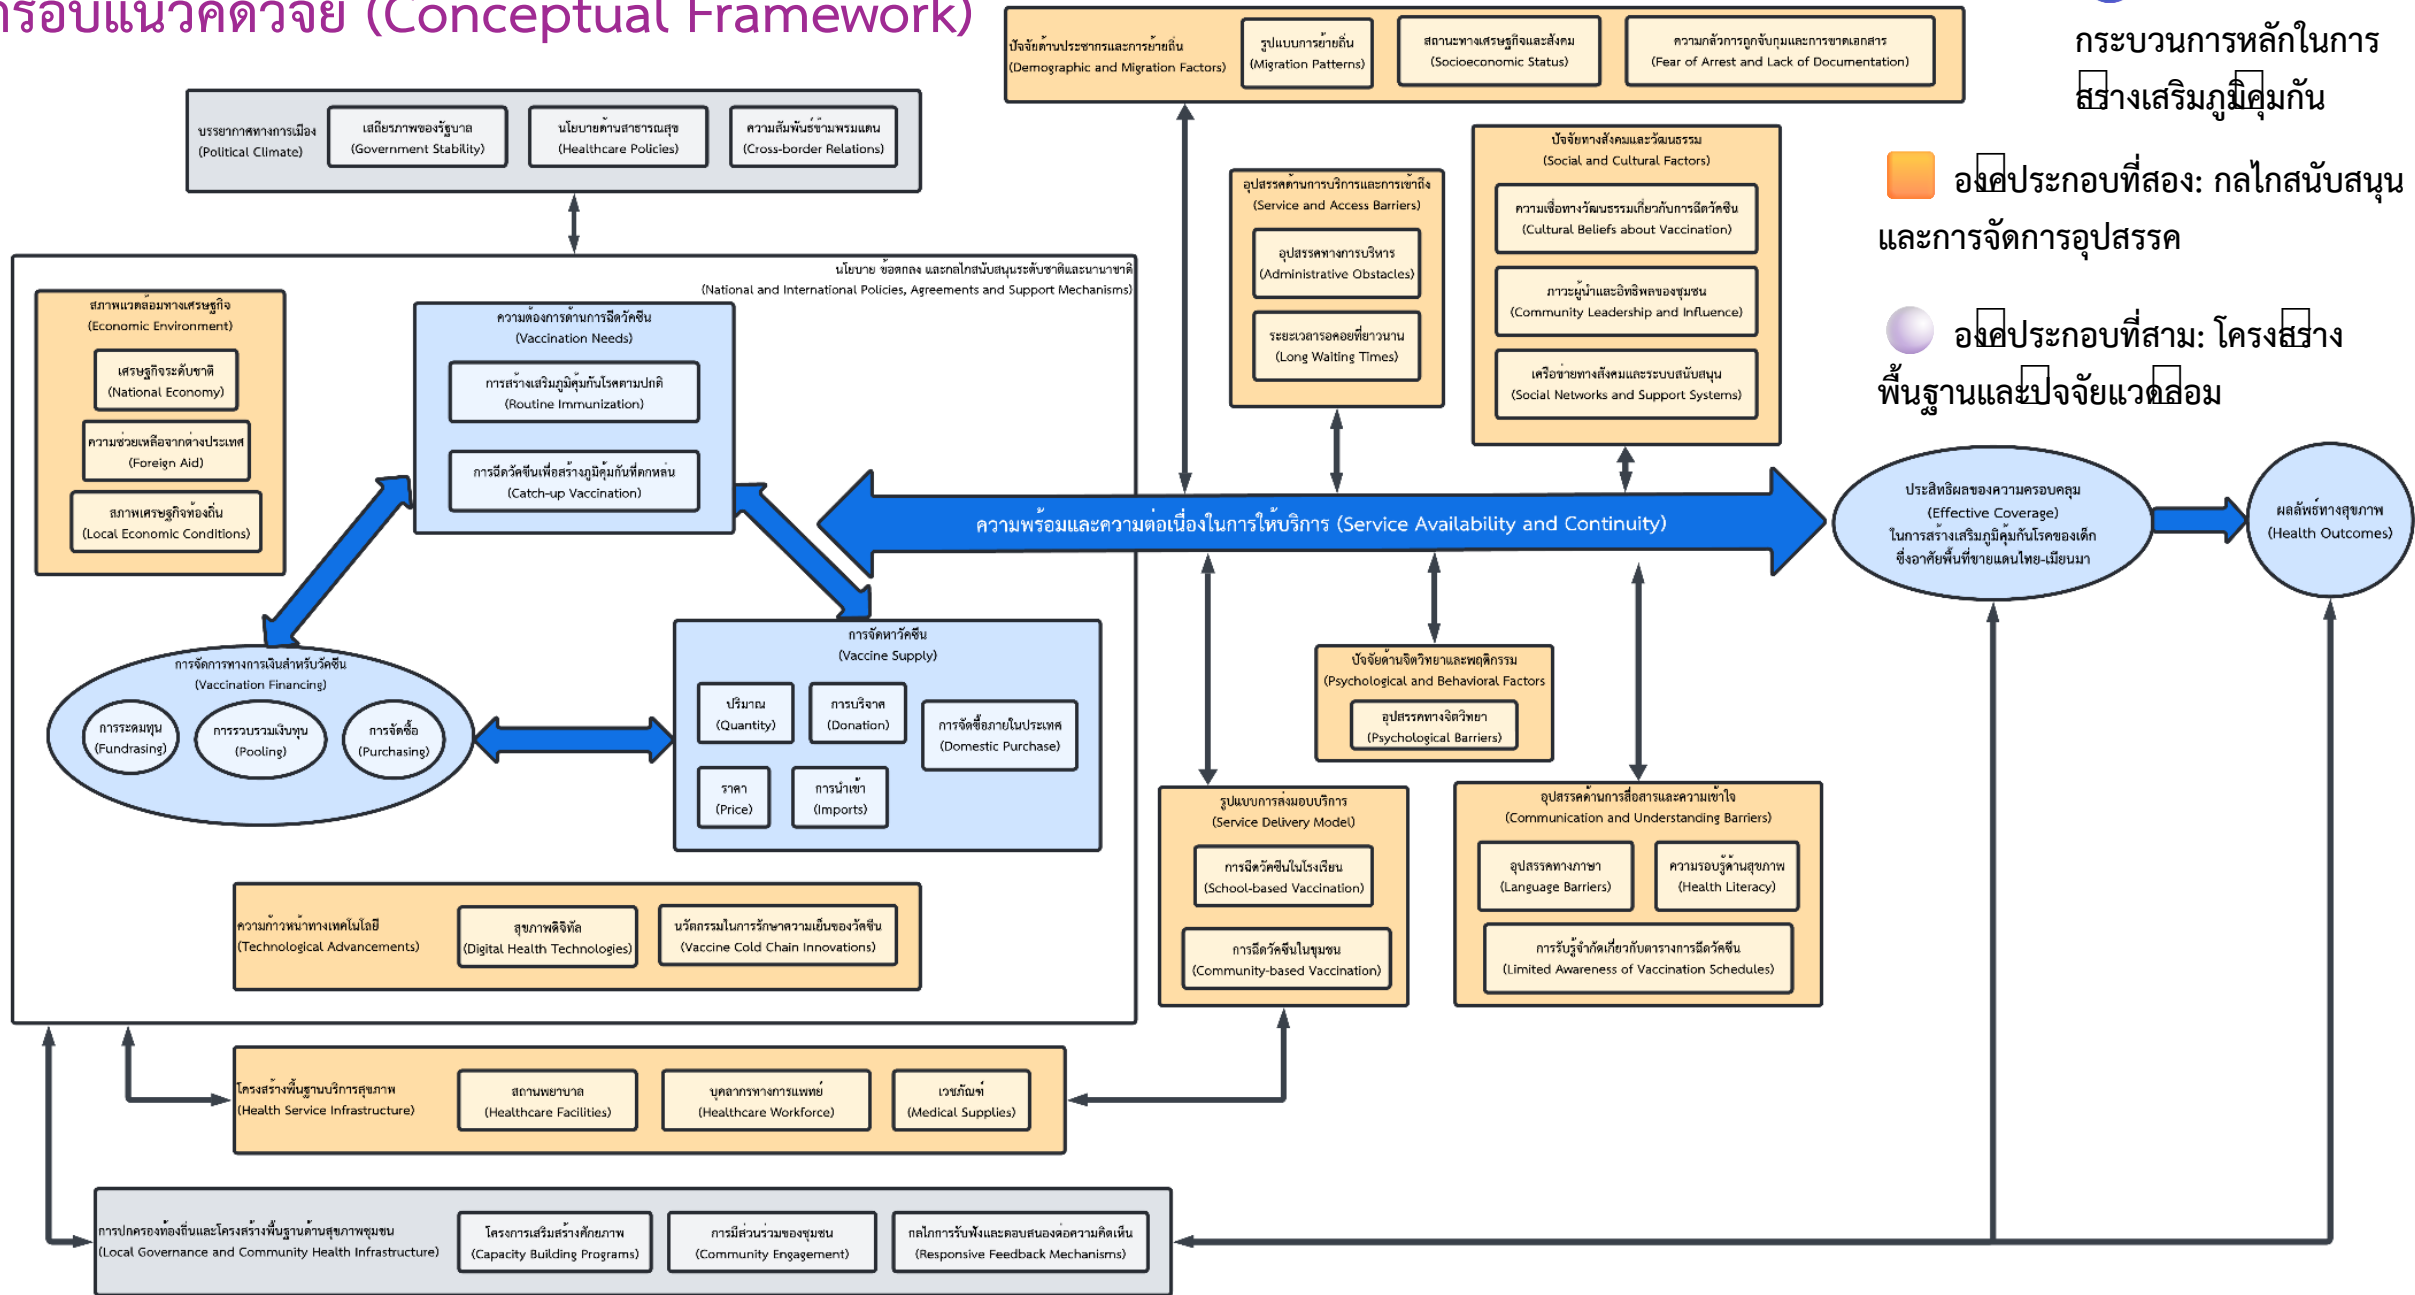 กรอบแนวคิดวิจัย (Conceptual Framework)
กระบวนการหลักในการ
สร้างเสริมภูมิคุ้มกัน
องค์ประกอบที่สอง: กลไกสนับสนุน
และการจัดการอุปสรรค
องค์ประกอบที่สาม: โครงสร้าง
พื้นฐานและปัจจัยแวดล้อม
ปัจจัยด้านประชากรและการย้ายถิ่น
(Demographic and Migration Factors)
รูปแบบการย้ายถิ่น
(Migration Patterns)
สถานะทางเศรษฐกิจและสังคม
(Socioeconomic Status)
ความกลัวการถูกจับกุมและการขาดเอกสาร
(Fear of Arrest and Lack of Documentation)
บรรยากาศทางการเมือง
(Political Climate)
เสถียรภาพของรัฐบาล
(Government Stability)
นโยบายด้านสาธารณสุข
(Healthcare Policies)
ความสัมพันธ์ข้ามพรมแดน
(Cross-border Relations)
อุปสรรคด้านการบริการและการเข้าถึง
(Service and Access Barriers)
อุปสรรคทางการบริหาร
(Administrative Obstacles)
ระยะเวลารอคอยที่ยาวนาน
(Long Waiting Times)
ปัจจัยทางสังคมและวัฒนธรรม
(Social and Cultural Factors)
ความเชื่อทางวัฒนธรรมเกี่ยวกับการฉีดวัคซีน
(Cultural Beliefs about Vaccination)
ภาวะผู้นำและอิทธิพลของชุมชน
(Community Leadership and Influence)
เครือข่ายทางสังคมและระบบสนับสนุน
(Social Networks and Support Systems)
นโยบาย ข้อตกลง และกลไกสนับสนุนระดับชาติและนานาชาติ
(National and International Policies, Agreements and Support Mechanisms)
สภาพแวดล้อมทางเศรษฐกิจ
(Economic Environment)
เศรษฐกิจระดับชาติ
(National Economy)
ความช่วยเหลือจากต่างประเทศ
(Foreign Aid)
สภาพเศรษฐกิจท้องถิ่น
(Local Economic Conditions)
ความต้องการด้านการฉีดวัคซีน
(Vaccination Needs)
การสร้างเสริมภูมิคุ้มกันโรคตามปกติ
(Routine Immunization)
การฉีดวัคซีนเพื่อสร้างภูมิคุ้มกันที่ตกหล่น
(Catch-up Vaccination)
ความพร้อมและความต่อเนื่องในการให้บริการ (Service Availability and Continuity)
ประสิทธิผลของความครอบคลุม
(Effective Coverage)
ในการสร้างเสริมภูมิคุ้มกันโรคของเด็ก
ซึ่งอาศัยพื้นที่ชายแดนไทย-เมียนมา
ผลลัพธ์ทางสุขภาพ
(Health Outcomes)
การจัดการทางการเงินสำหรับวัคซีน
(Vaccination Financing)
การระดมทุน
(Fundrasing)
การรวบรวมเงินทุน
(Pooling)
การจัดซื้อ
(Purchasing)
การจัดหาวัคซีน
(Vaccine Supply)
ปริมาณ
(Quantity)
การบริจาค
(Donation)
การจัดซื้อภายในประเทศ
(Domestic Purchase)
ราคา
(Price)
การนำเข้า
(Imports)
ปัจจัยด้านจิตวิทยาและพฤติกรรม
(Psychological and Behavioral Factors
อุปสรรคทางจิตวิทยา
(Psychological Barriers)
รูปแบบการส่งมอบบริการ
(Service Delivery Model)
การฉีดวัคซีนในโรงเรียน
(School-based Vaccination)
การฉีดวัคซีนในชุมชน
(Community-based Vaccination)
อุปสรรคด้านการสื่อสารและความเข้าใจ
(Communication and Understanding Barriers)
อุปสรรคทางภาษา
(Language Barriers)
ความรอบรู้ด้านสุขภาพ
(Health Literacy)
การรับรู้จำกัดเกี่ยวกับตารางการฉีดวัคซีน
(Limited Awareness of Vaccination Schedules)
ความก้าวหน้าทางเทคโนโลยี
(Technological Advancements)
สุขภาพดิจิทัล
(Digital Health Technologies)
นวัตกรรมในการรักษาความเย็นของวัคซีน
(Vaccine Cold Chain Innovations)
โครงสร้างพื้นฐานบริการสุขภาพ
(Health Service Infrastructure)
สถานพยาบาล
(Healthcare Facilities)
บุคลากรทางการแพทย์
(Healthcare Workforce)
เวชภัณฑ์
(Medical Supplies)
การปกครองท้องถิ่นและโครงสร้างพื้นฐานด้านสุขภาพชุมชน
(Local Governance and Community Health Infrastructure)
โครงการเสริมสร้างศักยภาพ
(Capacity Building Programs)
การมีส่วนร่วมของชุมชน
(Community Engagement)
กลไกการรับฟังและตอบสนองต่อความคิดเห็น
(Responsive Feedback Mechanisms)